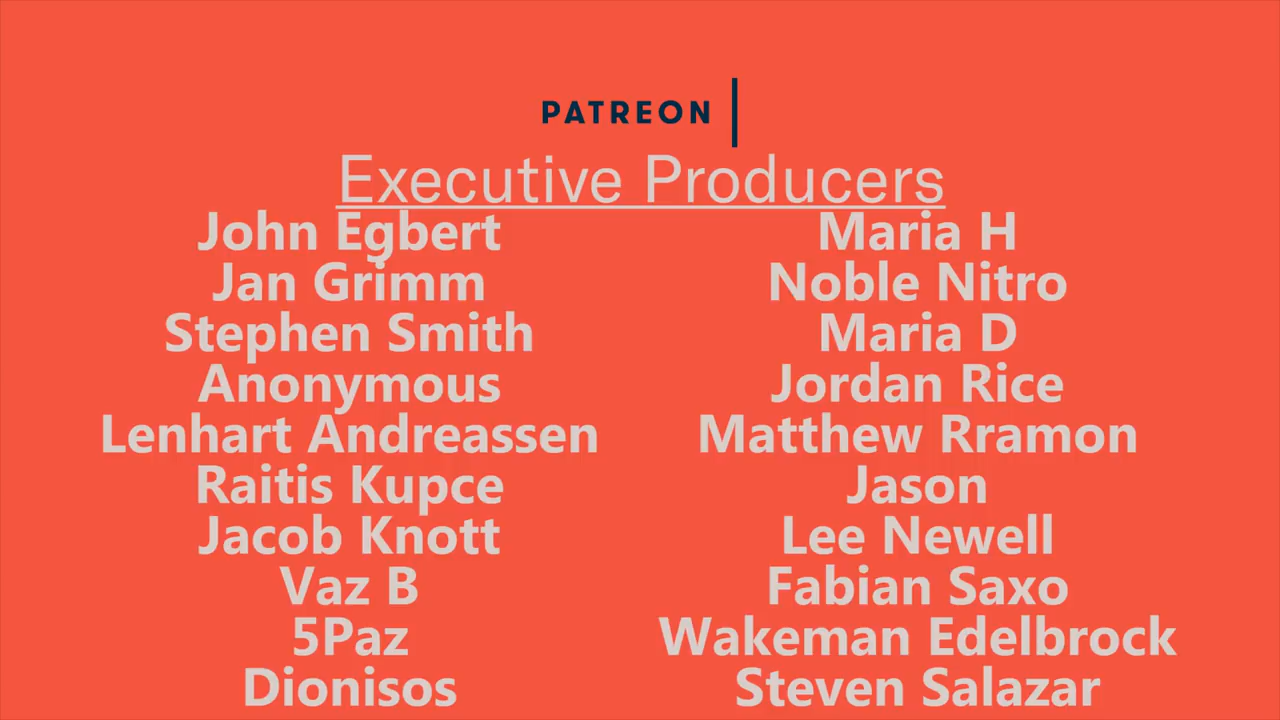 PATREON
Executive Producers
John Egbert
Jan Grimm
Stephen Smith
Anonymous
Lenhart Andreassen
Raitis Kupce
Jacob Knott
Vaz B
5Paz
Dionisos
Maria H
Noble Nitro
Maria D
Jordan Rice
Matthew Rramon
Jason
Lee Newell
Fabian Saxo
Wakeman Edelbrock
Steven Salazar